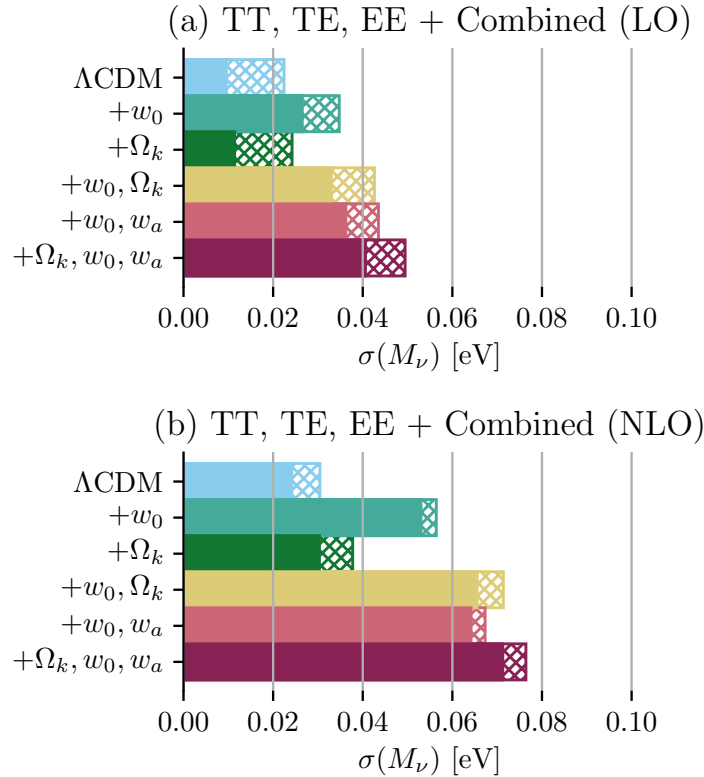 (a) TT, TE, EE + Combined (LO)
ΛCDM
+w₀
+Ωₖ
+w₀, Ωₖ
+w₀, wₐ
+Ωₖ, w₀, wₐ
0.00 0.02 0.04 0.06 0.08 0.10
σ(M_ν) [eV]
(b) TT, TE, EE + Combined (NLO)
ΛCDM
+w₀
+Ωₖ
+w₀, Ωₖ
+w₀, wₐ
+Ωₖ, w₀, wₐ
0.00 0.02 0.04 0.06 0.08 0.10
σ(M_ν) [eV]